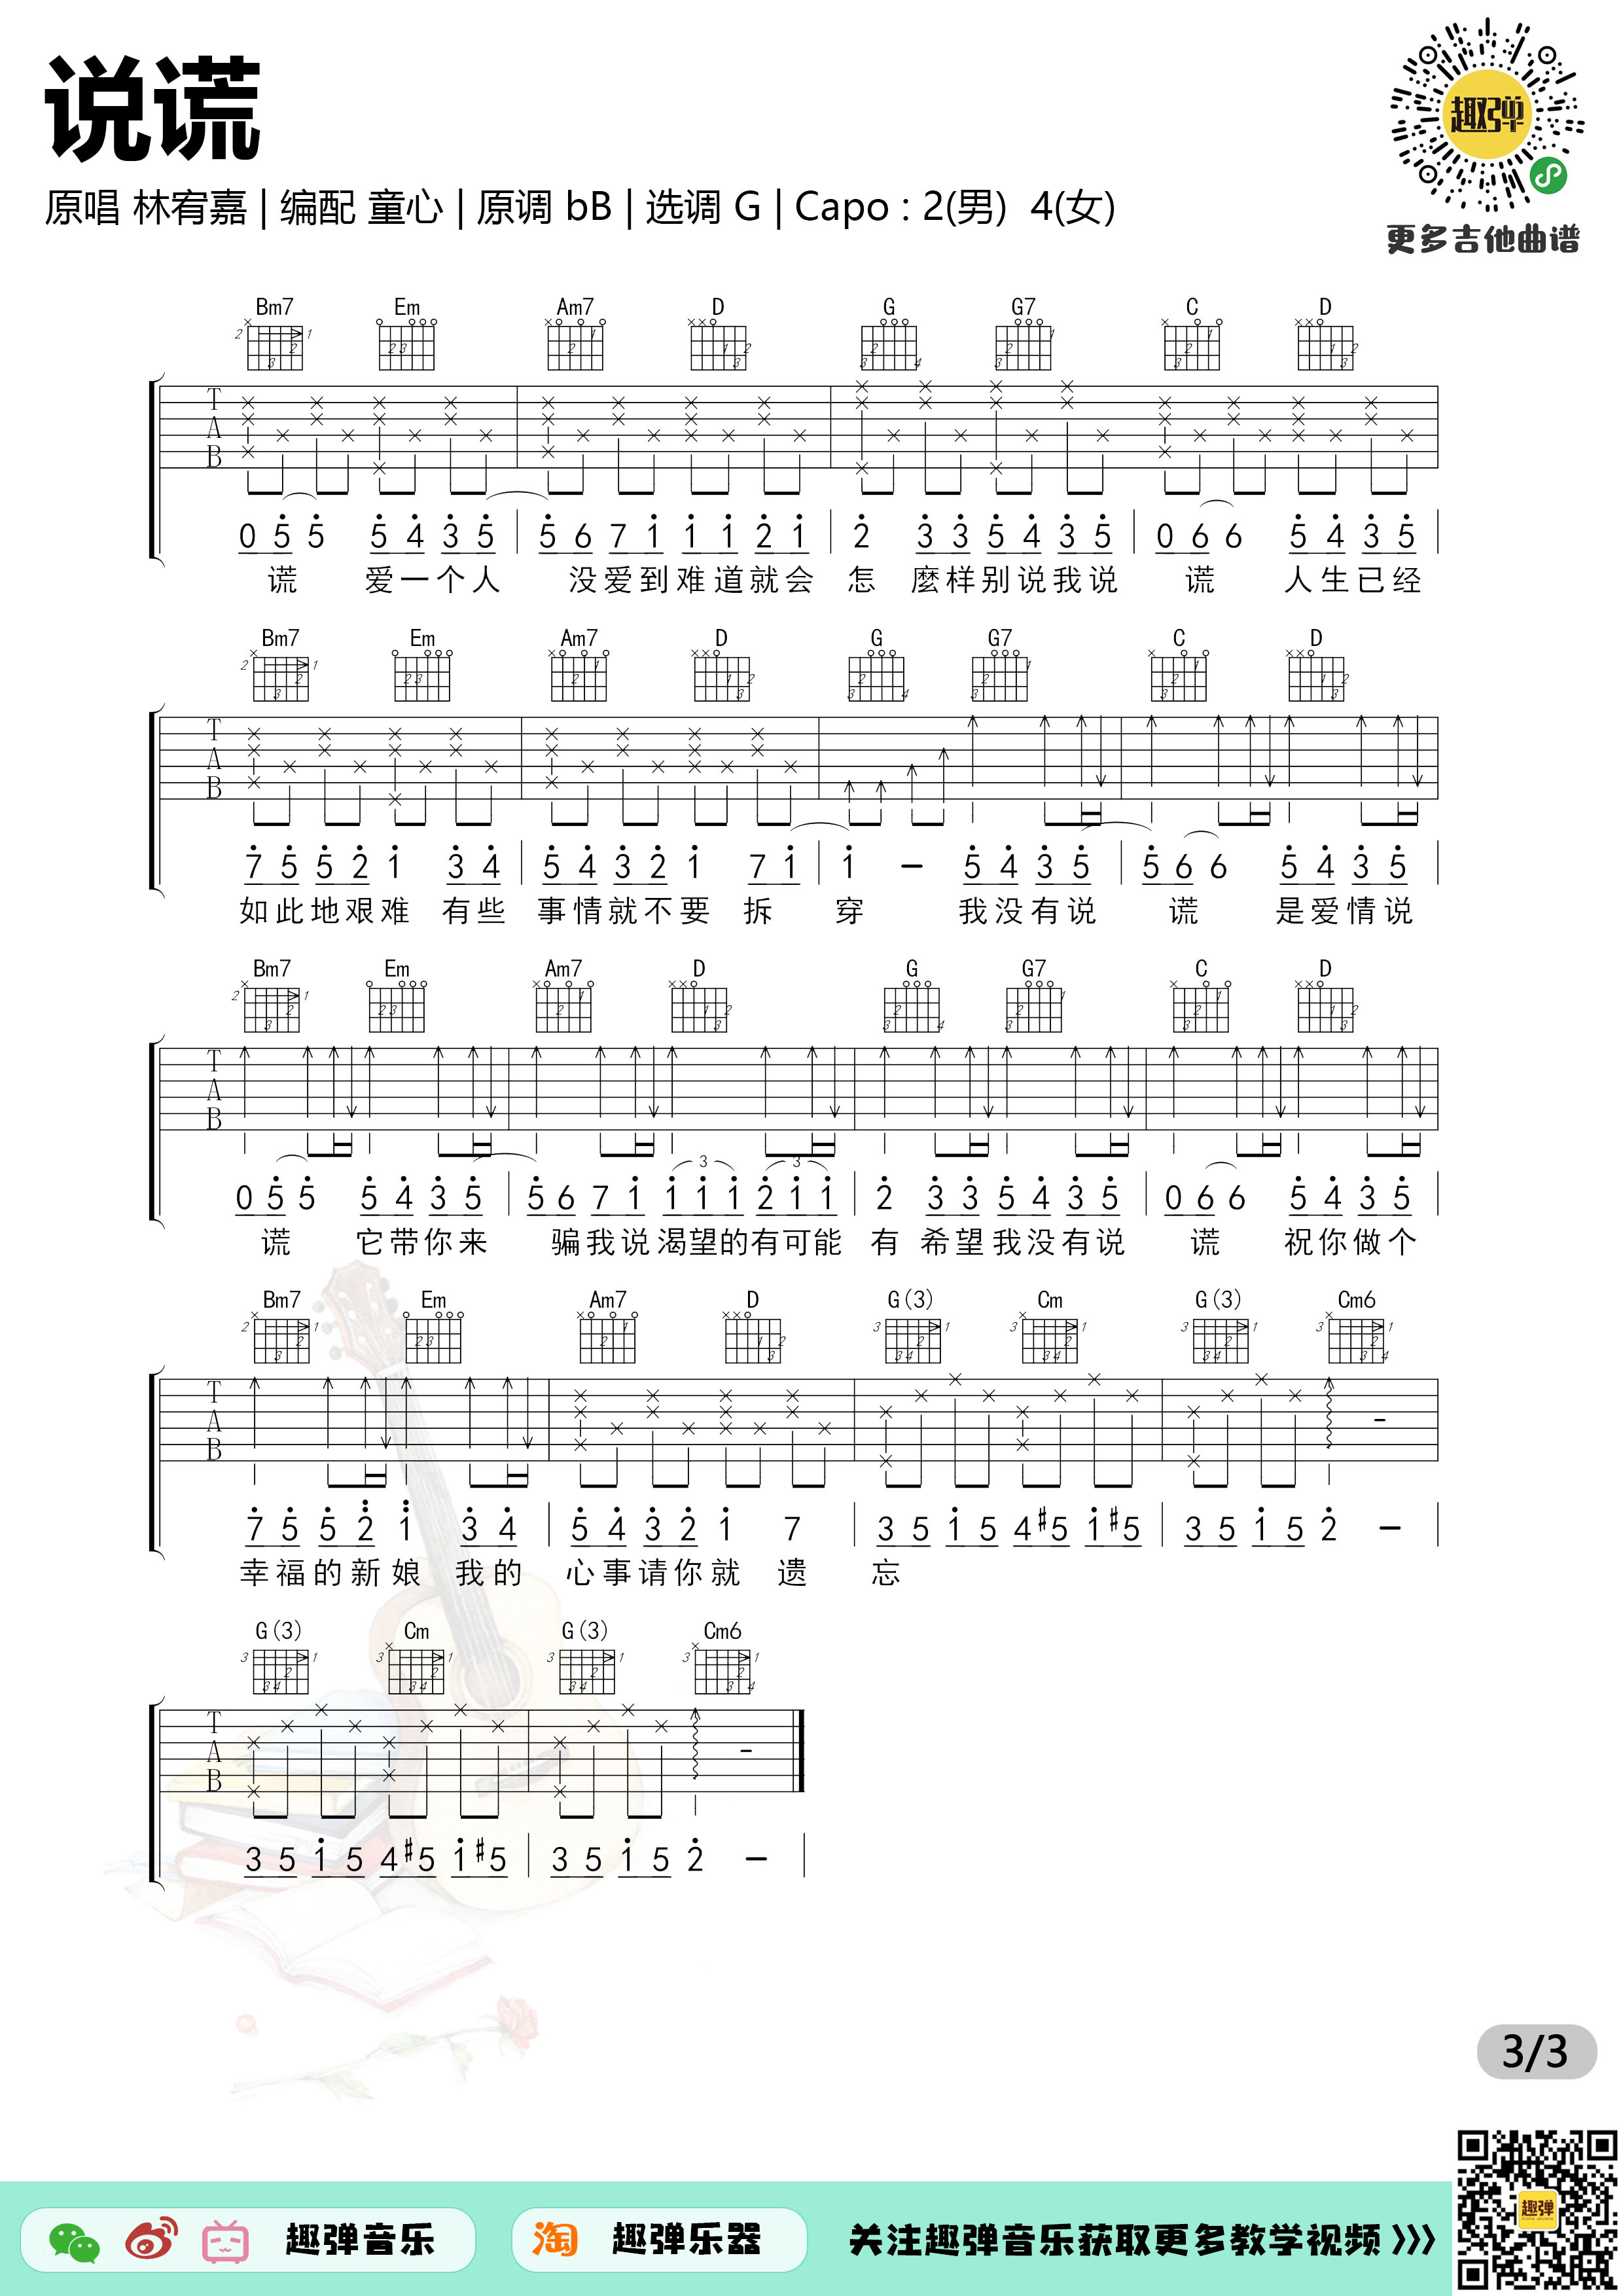 说谎
趣弹
原唱 林宥嘉 | 编配 童心 | 原调 bB | 选调 G | Capo : 2(男) 4(女)
更多吉他曲谱
Bm7 Em Am7 D G G7 C D
TAB
0 5 5 5 4 3 5 | 5 6 7 1 1 1 2 1 | 2 3 3 5 4 3 5 | 0 6 6 5 4 3 5 |
谎 爱一个人 没爱到难道就会 怎 麼样别说我说 谎 人生已经
Bm7 Em Am7 D G G7 C D
TAB
7 5 5 2 1 3 4 | 5 4 3 2 1 7 1 | 1 - 5 4 3 5 | 5 6 6 5 4 3 5 |
如此地艰难 有些 事情就不要 拆 穿 我没有说 谎 是爱情说
Bm7 Em Am7 D G G7 C D
TAB
0 5 5 5 4 3 5 | 5 6 7 1 1 1 1 2 1 1 | 2 3 3 5 4 3 5 | 0 6 6 5 4 3 5 |
谎 它带你来 骗我说渴望的有可能 有 希望我没有说 谎 祝你做个
Bm7 Em Am7 D G(3) Cm G(3) Cm6
TAB
7 5 5 2 1 3 4 | 5 4 3 2 1 7 | 3 5 1 5 4 #5 1 #5 | 3 5 1 5 2 - |
幸福的新娘 我的 心事请你就 遗 忘
G(3) Cm G(3) Cm6
TAB
3 5 1 5 4 #5 1 #5 | 3 5 1 5 2 - |
3/3
趣弹音乐
淘 趣弹乐器
关注趣弹音乐获取更多教学视频 》》》
趣弹